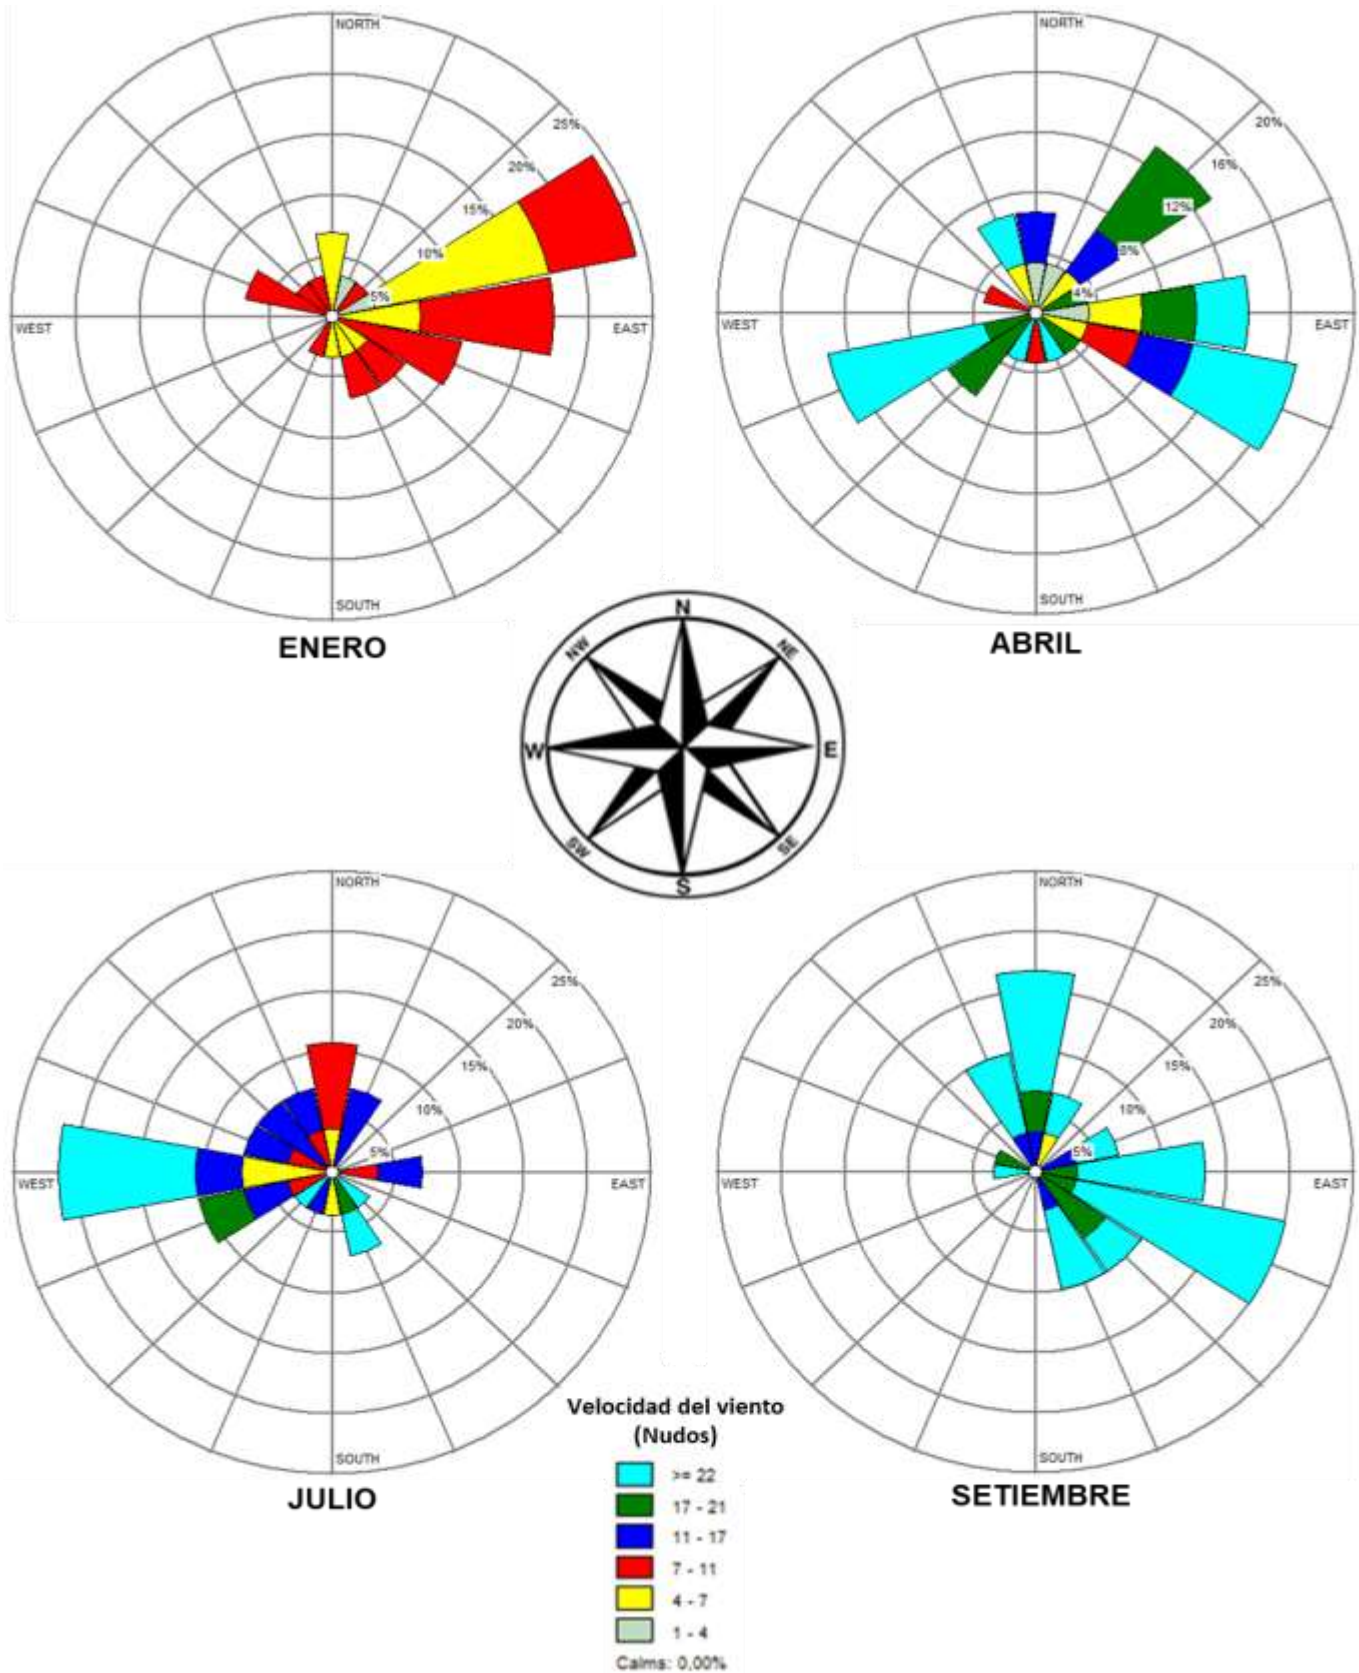 NORTH
25%
20%
15%
10%
5%
WEST
EAST
SOUTH
ENERO
NORTH
20%
16%
12%
8%
4%
WEST
EAST
SOUTH
ABRIL
N
NW
NE
W
E
SW
SE
S
NORTH
25%
20%
15%
10%
5%
WEST
EAST
SOUTH
JULIO
NORTH
25%
20%
15%
10%
5%
WEST
EAST
SOUTH
SETIEMBRE
Velocidad del viento
(Nudos)
>= 22
17 - 21
11 - 17
7 - 11
4 - 7
1 - 4
Calms: 0,00%